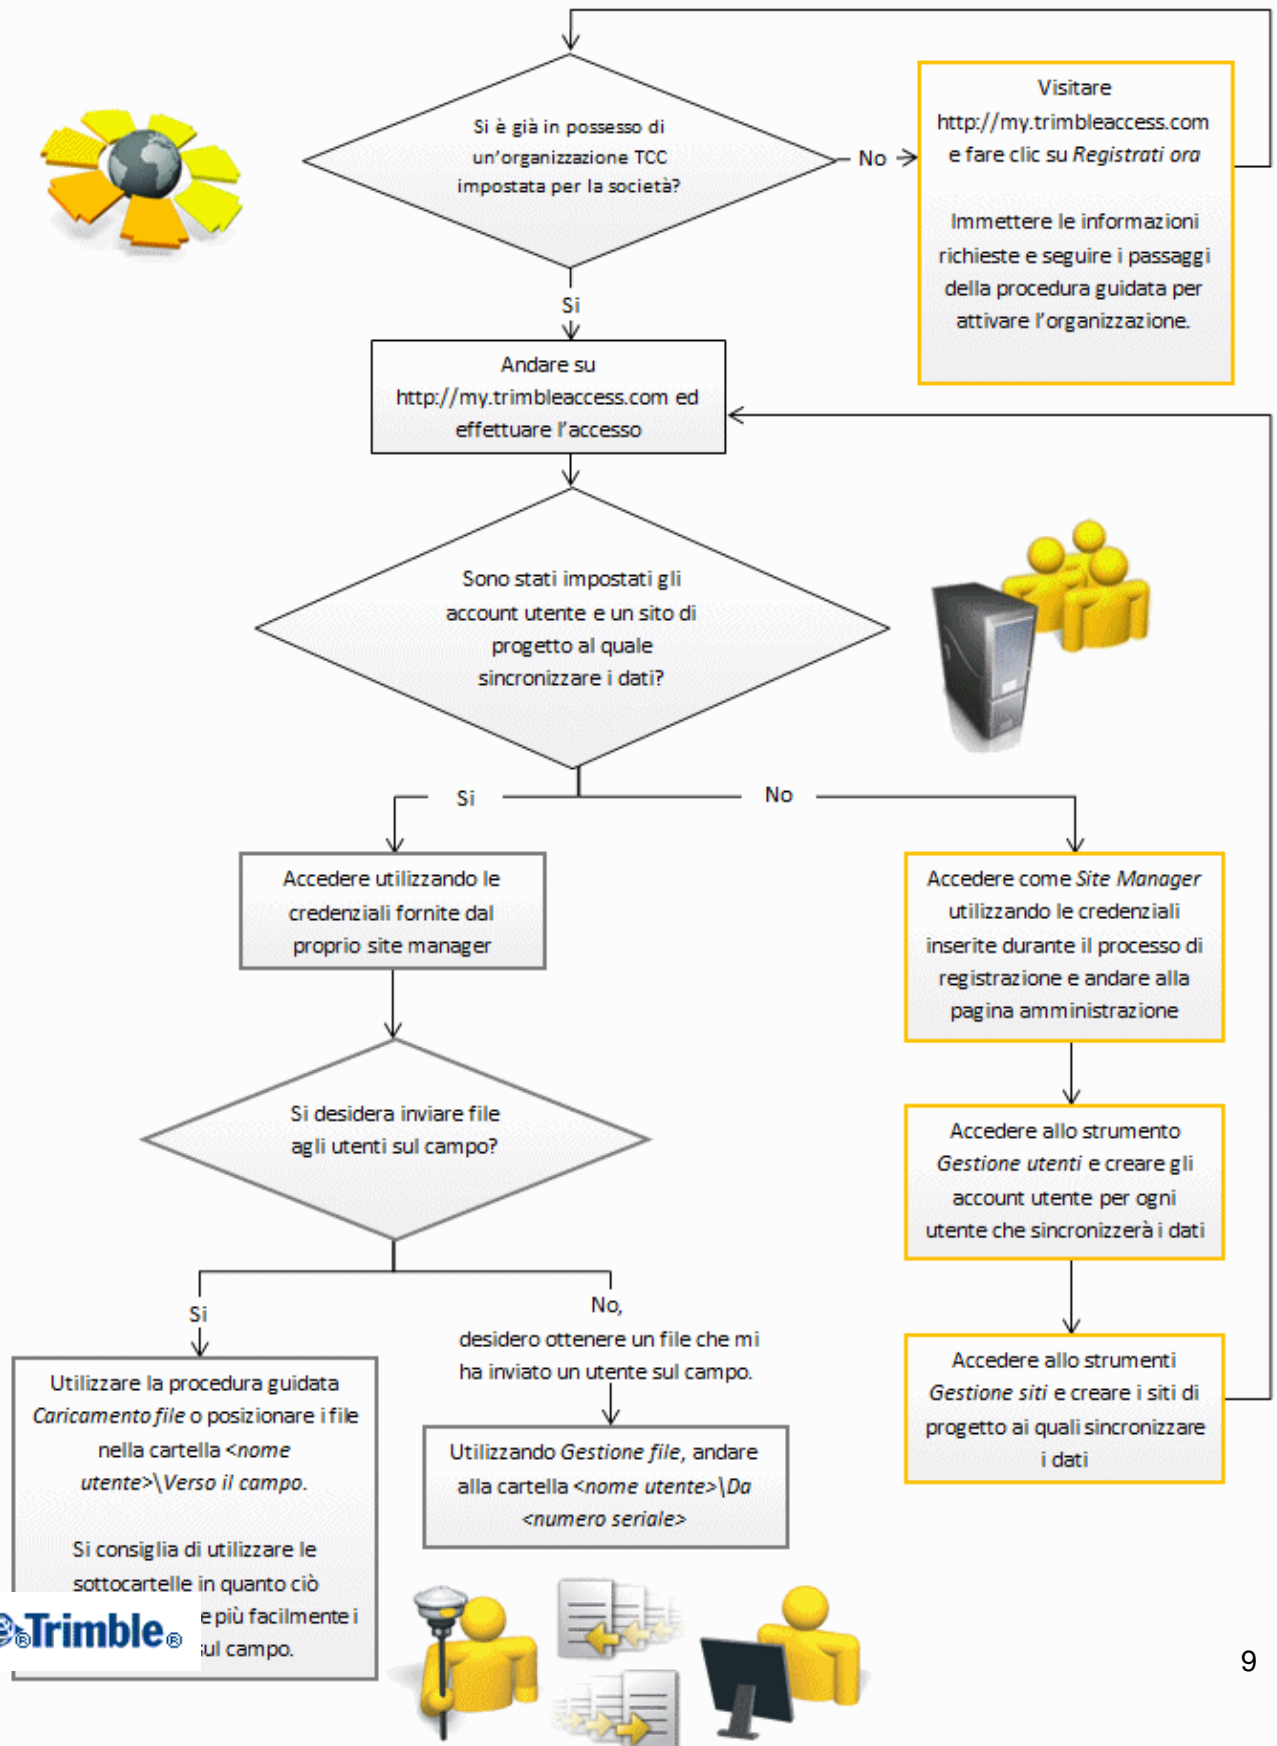 Si è già in possesso di
un'organizzazione TCC
impostata per la società?
No
Visitare
http://my.trimbleaccess.com
e fare clic su Registrati ora
Immettere le informazioni
richieste e seguire i passaggi
della procedura guidata per
attivare l'organizzazione.
Si
Andare su
http://my.trimbleaccess.com ed
effettuare l'accesso
Sono stati impostati gli
account utente e un sito di
progetto al quale
sincronizzare i dati?
Si
No
Accedere utilizzando le
credenziali fornite dal
proprio site manager
Accedere come Site Manager
utilizzando le credenziali
inserite durante il processo di
registrazione e andare alla
pagina amministrazione
Si desidera inviare file
agli utenti sul campo?
Accedere allo strumento
Gestione utenti e creare gli
account utente per ogni
utente che sincronizzerà i dati
Si
No,
desidero ottenere un file che mi
ha inviato un utente sul campo.
Accedere allo strumenti
Gestione siti e creare i siti di
progetto ai quali sincronizzare
i dati
Utilizzare la procedura guidata
Caricamento file o posizionare i file
nella cartella <nome
utente>\Verso il campo.
Si consiglia di utilizzare le
sottocartelle in quanto ciò
e più facilmente i
sul campo.
Utilizzando Gestione file, andare
alla cartella <nome utente>\Da
<numero seriale>
Trimble®
9